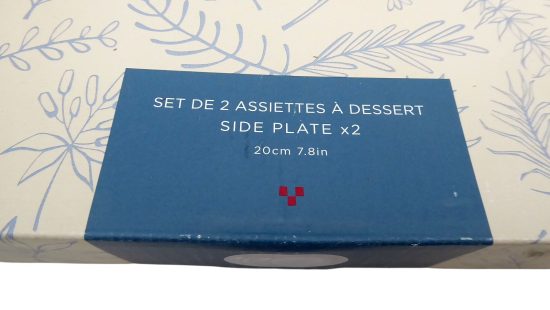 SET DE 2 ASSIETTES À DESSERT
SIDE PLATE x2
20cm 7.8in